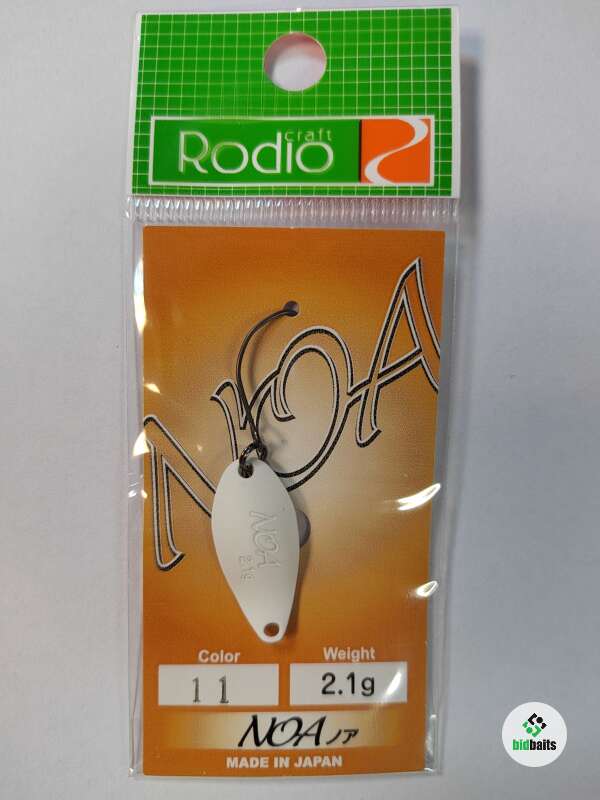 craft
Rodio
NOA
NOA
2.1g
Color
Weight
11
2.1g
NOA ノア
MADE IN JAPAN
bidbaits